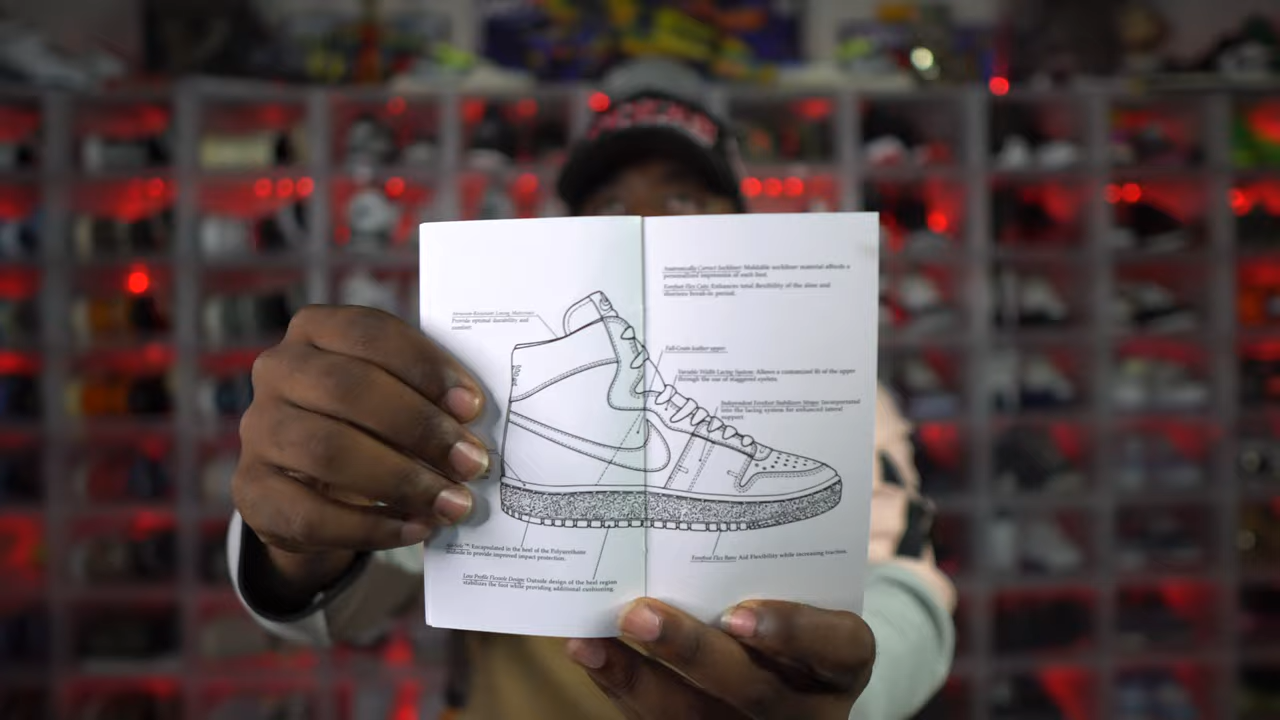 Abrasion-Resistant Lacing Materials:
Provide optimal durability and
comfort.
Encapsulated in the heel of the Polyurethane
midsole to provide improved impact protection.
Low Profile Flexsole Design: Outside design of the heel region
stabilizes the foot while providing additional cushioning.
Anatomically Correct Sockliner: Moldable sockliner material affords a
personalized impression of each foot.
Forefoot Flex Cuts: Enhances total flexibility of the shoe and
shortens break-in period.
Full-Grain leather upper
Variable Width Lacing System: Allows a customized fit of the upper
through the use of staggered eyelets.
Independent Forefoot Stabilizers Straps: Incorporated
into the lacing system for enhanced lateral
support.
Forefoot Flex Bars: Aid Flexibility while increasing traction.